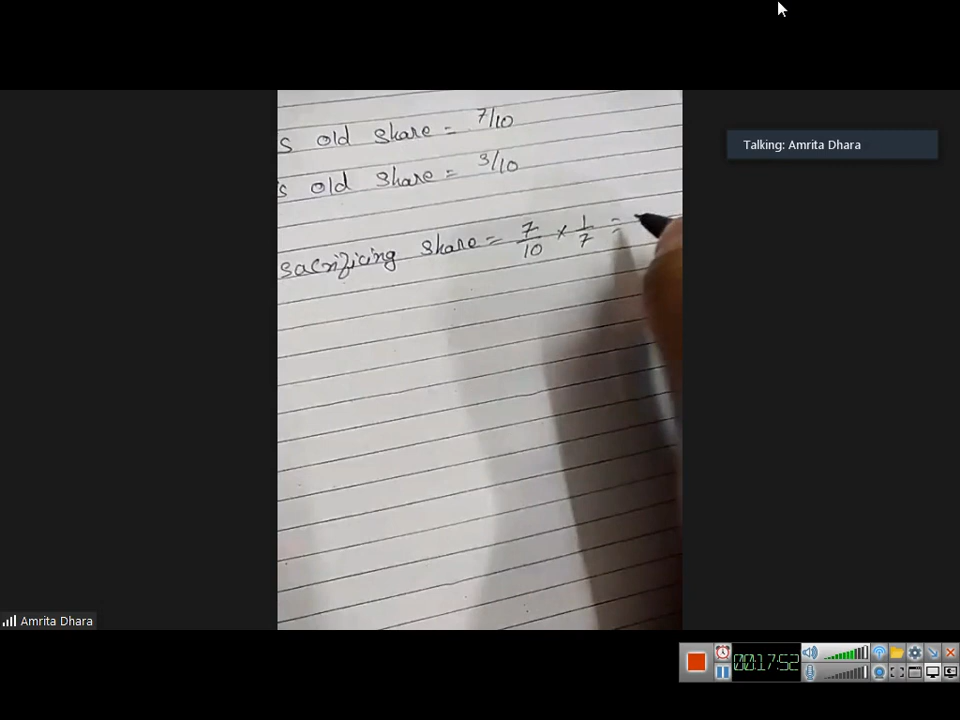 Talking: Amrita Dhara
s old share = 7/10
s old share = 3/10
sacrificing share = 7/10 × 1/7 =
Amrita Dhara
00:17:52